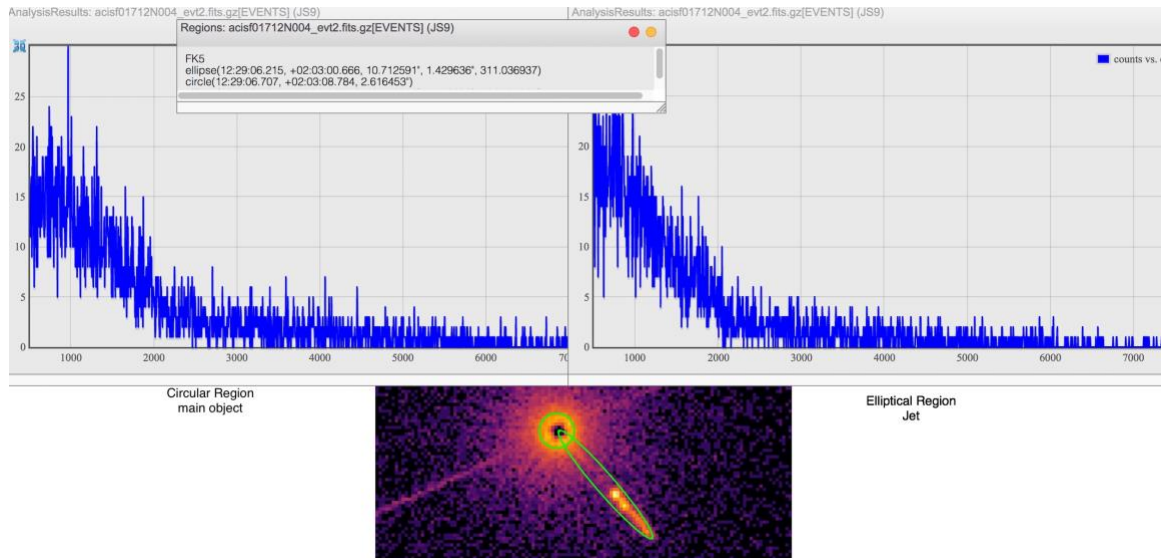 AnalysisResults: acisf01712N004_evt2.fits.gz[EVENTS] (JS9)
AnalysisResults: acisf01712N004_evt2.fits.gz[EVENTS] (JS9)
Regions: acisf01712N004_evt2.fits.gz[EVENTS] (JS9)
FK5
ellipse(12:29:06.215, +02:03:00.666, 10.712591", 1.429636", 311.036937)
circle(12:29:06.707, +02:03:08.784, 2.616453")
counts vs.
30
25
20
15
10
5
0
1000 2000 3000 4000 5000 6000
25
20
15
10
5
0
1000 2000 3000 4000 5000 6000 7000
Circular Region
main object
Elliptical Region
Jet